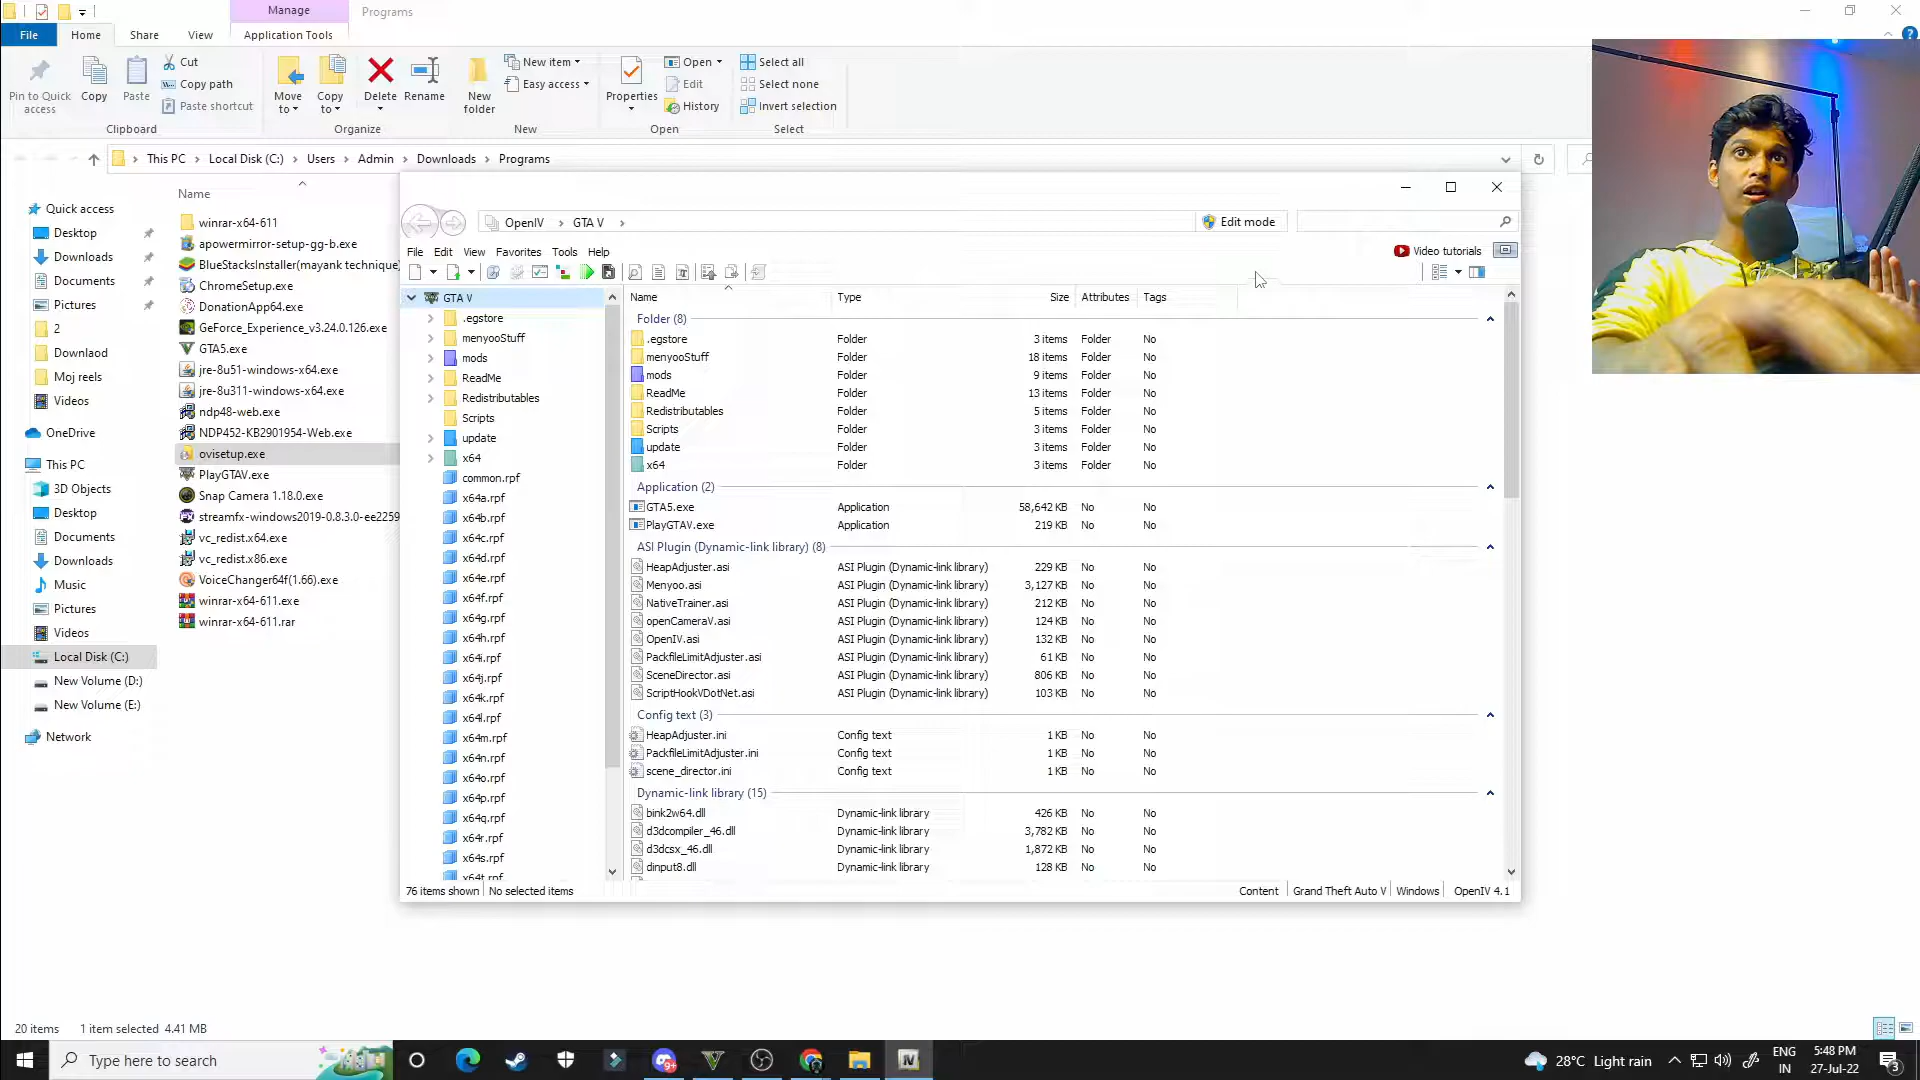 Manage
Programs
File
Home
Share
View
Application Tools
Pin to Quick access
Copy
Paste
Cut
Copy path
Paste shortcut
Move to
Copy to
Delete
Rename
New folder
New item
Easy access
Properties
Open
Edit
History
Select all
Select none
Invert selection
Clipboard
Organize
New
Open
Select
This PC
Local Disk (C:)
Users
Admin
Downloads
Programs
Quick access
Desktop
Downloads
Documents
Pictures
2
Downlaod
Moj reels
Videos
OneDrive
This PC
3D Objects
Desktop
Documents
Downloads
Music
Pictures
Videos
Local Disk (C:)
New Volume (D:)
New Volume (E:)
Network
Name
winrar-x64-611
apowermirror-setup-gg-b.exe
BlueStacksInstaller(mayank technique)
ChromeSetup.exe
DonationApp64.exe
GeForce_Experience_v3.24.0.126.exe
GTA5.exe
jre-8u51-windows-x64.exe
jre-8u311-windows-x64.exe
ndp48-web.exe
NDP452-KB2901954-Web.exe
ovisetup.exe
PlayGTAV.exe
Snap Camera 1.18.0.exe
streamfx-windows2019-0.8.3.0-ee2259
vc_redist.x64.exe
vc_redist.x86.exe
VoiceChanger64f(1.66).exe
winrar-x64-611.exe
winrar-x64-611.rar
OpenIV
GTA V
Edit mode
File Edit View Favorites Tools Help
Video tutorials
GTA V
.egstore
menyooStuff
mods
ReadMe
Redistributables
Scripts
update
x64
common.rpf
x64a.rpf
x64b.rpf
x64c.rpf
x64d.rpf
x64e.rpf
x64f.rpf
x64g.rpf
x64h.rpf
x64i.rpf
x64j.rpf
x64k.rpf
x64l.rpf
x64m.rpf
x64n.rpf
x64o.rpf
x64p.rpf
x64q.rpf
x64r.rpf
x64s.rpf
x64t.rpf
Name Type Size Attributes Tags
Folder (8)
.egstore Folder 3 items Folder No
menyooStuff Folder 18 items Folder No
mods Folder 9 items Folder No
ReadMe Folder 13 items Folder No
Redistributables Folder 5 items Folder No
Scripts Folder 3 items Folder No
update Folder 3 items Folder No
x64 Folder 3 items Folder No
Application (2)
GTA5.exe Application 58,642 KB No No
PlayGTAV.exe Application 219 KB No No
ASI Plugin (Dynamic-link library) (8)
HeapAdjuster.asi ASI Plugin (Dynamic-link library) 229 KB No No
Menyoo.asi ASI Plugin (Dynamic-link library) 3,127 KB No No
NativeTrainer.asi ASI Plugin (Dynamic-link library) 212 KB No No
openCameraV.asi ASI Plugin (Dynamic-link library) 124 KB No No
OpenIV.asi ASI Plugin (Dynamic-link library) 132 KB No No
PackfileLimitAdjuster.asi ASI Plugin (Dynamic-link library) 61 KB No No
SceneDirector.asi ASI Plugin (Dynamic-link library) 806 KB No No
ScriptHookVDotNet.asi ASI Plugin (Dynamic-link library) 103 KB No No
Config text (3)
HeapAdjuster.ini Config text 1 KB No No
PackfileLimitAdjuster.ini Config text 1 KB No No
scene_director.ini Config text 1 KB No No
Dynamic-link library (15)
bink2w64.dll Dynamic-link library 426 KB No No
d3dcompiler_46.dll Dynamic-link library 3,782 KB No No
d3dcsx_46.dll Dynamic-link library 1,872 KB No No
dinput8.dll Dynamic-link library 128 KB No No
76 items shown No selected items Content Grand Theft Auto V Windows OpenIV 4.1
20 items 1 item selected 4.41 MB
Type here to search
28°C Light rain
ENG
IN
5:48 PM
27-Jul-22
3